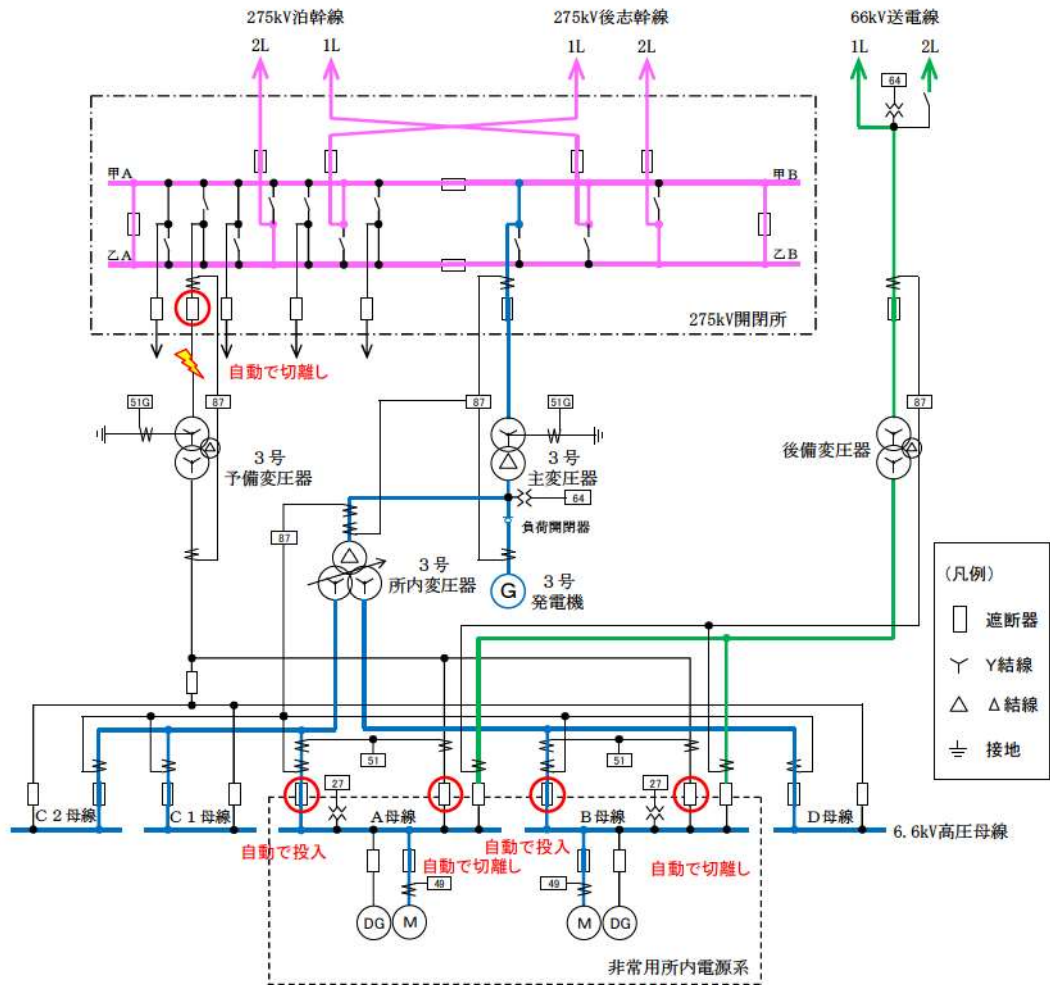 275kV泊幹線 275kV後志幹線 66kV送電線
2L 1L 1L 2L 1L 2L
64
甲A 甲B
乙A 乙B
275kV開閉所
自動で切離し
51G 87 87 51G 87
3号
予備変圧器
3号
主変圧器
後備変圧器
64
87
負荷開閉器
3号
所内変圧器
G
3号
発電機
(凡例)
遮断器
Y結線
Δ結線
接地
51 51
27 27
C2母線 C1母線 A母線 B母線 D母線
6.6kV高圧母線
自動で投入 自動で切離し 自動で投入 自動で切離し
49 49
DG M M DG
非常用所内電源系